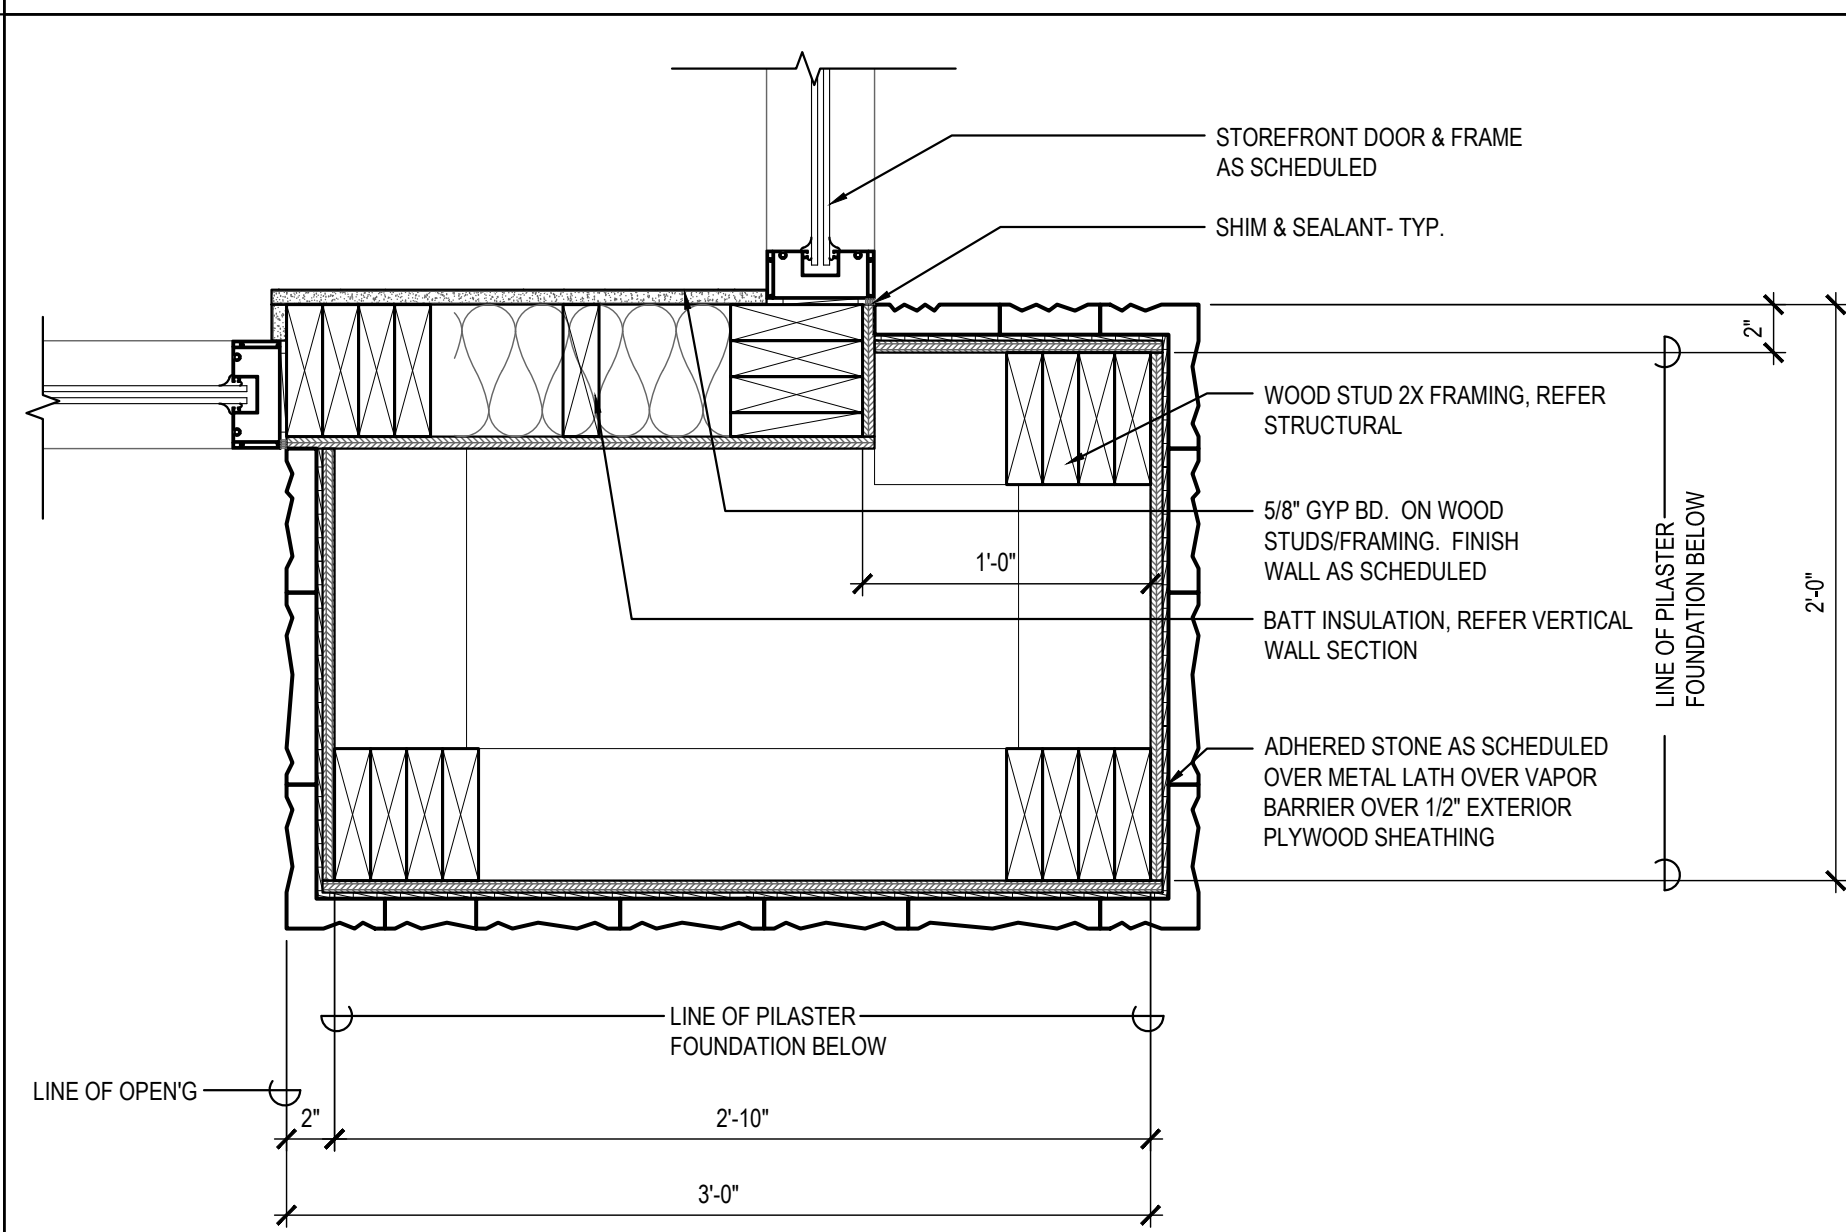 STOREFRONT DOOR & FRAME
AS SCHEDULED
SHIM & SEALANT- TYP.
2"
WOOD STUD 2X FRAMING, REFER
STRUCTURAL
5/8" GYP BD.  ON WOOD
STUDS/FRAMING.  FINISH
WALL AS SCHEDULED
1'-0"
BATT INSULATION, REFER VERTICAL
WALL SECTION
LINE OF PILASTER
FOUNDATION BELOW
2'-0"
ADHERED STONE AS SCHEDULED
OVER METAL LATH OVER VAPOR
BARRIER OVER 1/2" EXTERIOR
PLYWOOD SHEATHING
LINE OF PILASTER
FOUNDATION BELOW
LINE OF OPEN'G
2"
2'-10"
3'-0"